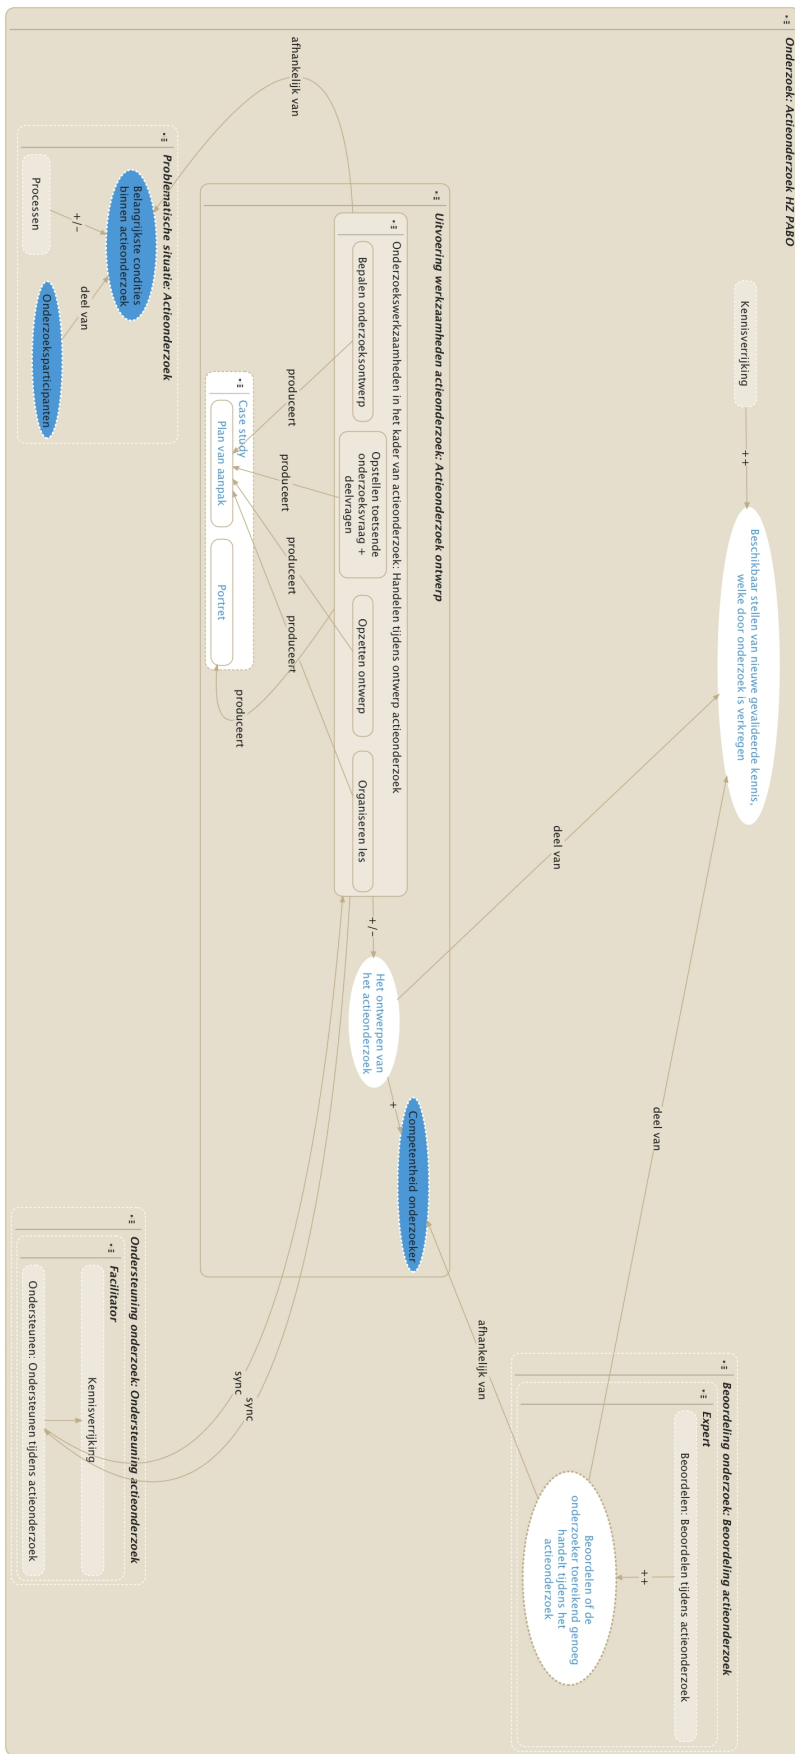 Onderzoek: Actieonderzoek HZ PABO
Kennisverrijking
++
Beschikbaar stellen van nieuwe gevalideerde kennis,
welke door onderzoek is verkregen
deel van
deel van
Beoordeling onderzoek: Beoordeling actieonderzoek
Expert
Beoordelen: Beoordelen tijdens actieonderzoek
++
Beoordelen of de
onderzoeker toereikend genoeg
handelt tijdens het
actieonderzoek
afhankelijk van
Uitvoering werkzaamheden actieonderzoek: Actieonderzoek ontwerp
Onderzoekswerkzaamheden in het kader van actieonderzoek: Handelen tijdens ontwerp actieonderzoek
Bepalen onderzoeksontwerp
Opstellen toetsende
onderzoeksvraag +
deelvragen
Opzetten ontwerp
Organiseren les
+/-
Het ontwerpen van
het actieonderzoek
+
Competentheid onderzoeker
afhankelijk van
produceert
produceert
produceert
produceert
produceert
Case study
Plan van aanpak
Portret
sync
sync
Problematische situatie: Actieonderzoek
Belangrijkste condities
binnen actieonderzoek
+/-
deel van
Processen
Onderzoeksparticipanten
Ondersteuning onderzoek: Ondersteuning actieonderzoek
Facilitator
Kennisverrijking
Ondersteunen: Ondersteunen tijdens actieonderzoek